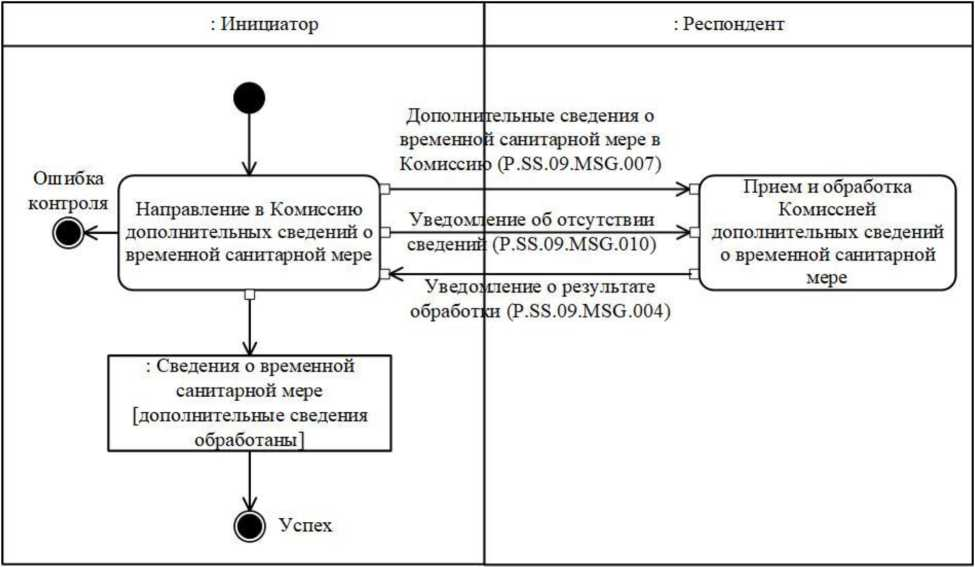 : Инициатор
: Респондент
Дополнительные сведения о
временной санитарной мере в
Комиссию (P.SS.09.MSG.007)
Ошибка
контроля
Направление в Комиссию
дополнительных сведений о
временной санитарной мере
Уведомление об отсутствии
сведений (P.SS.09.MSG.010)
Уведомление о результате
обработки (P.SS.09.MSG.004)
Прием и обработка
Комиссией
дополнительных сведений
о временной санитарной
мере
: Сведения о временной
санитарной мере
[дополнительные сведения
обработаны]
Успех